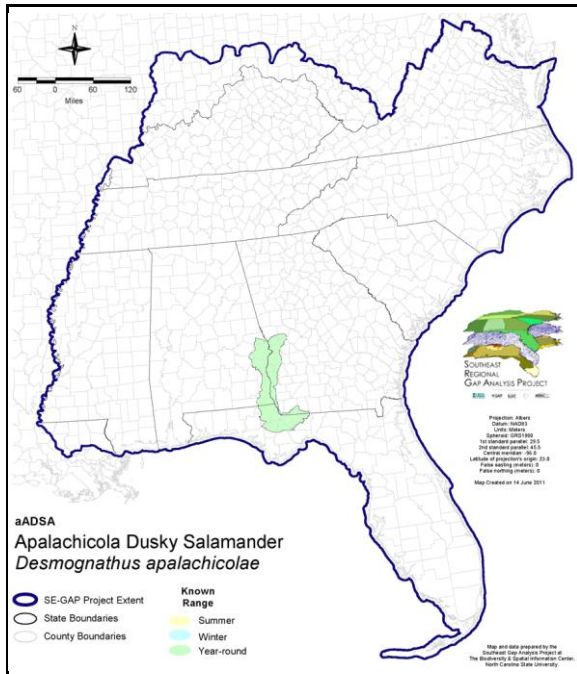 N
60 0 60 120
Miles
SOUTHEAST
REGIONAL
GAP ANALYSIS PROJECT
Projection: Albers
Datum: NAD83
Units: Meters
Spheroid: GRS1980
1st standard parallel: 29.5
2nd standard parallel: 45.5
Central meridian: -96.0
Latitude of projection's origin: 23.0
False easting (meters): 0
False northing (meters): 0
Map Created on 14 June 2011
aADSA
Apalachicola Dusky Salamander
Desmognathus apalachicolae
SE-GAP Project Extent
State Boundaries
County Boundaries
Known
Range
Summer
Winter
Year-round
Map and data prepared by the
Southeast Gap Analysis Project at
The Biodiversity & Spatial Information Center,
North Carolina State University.